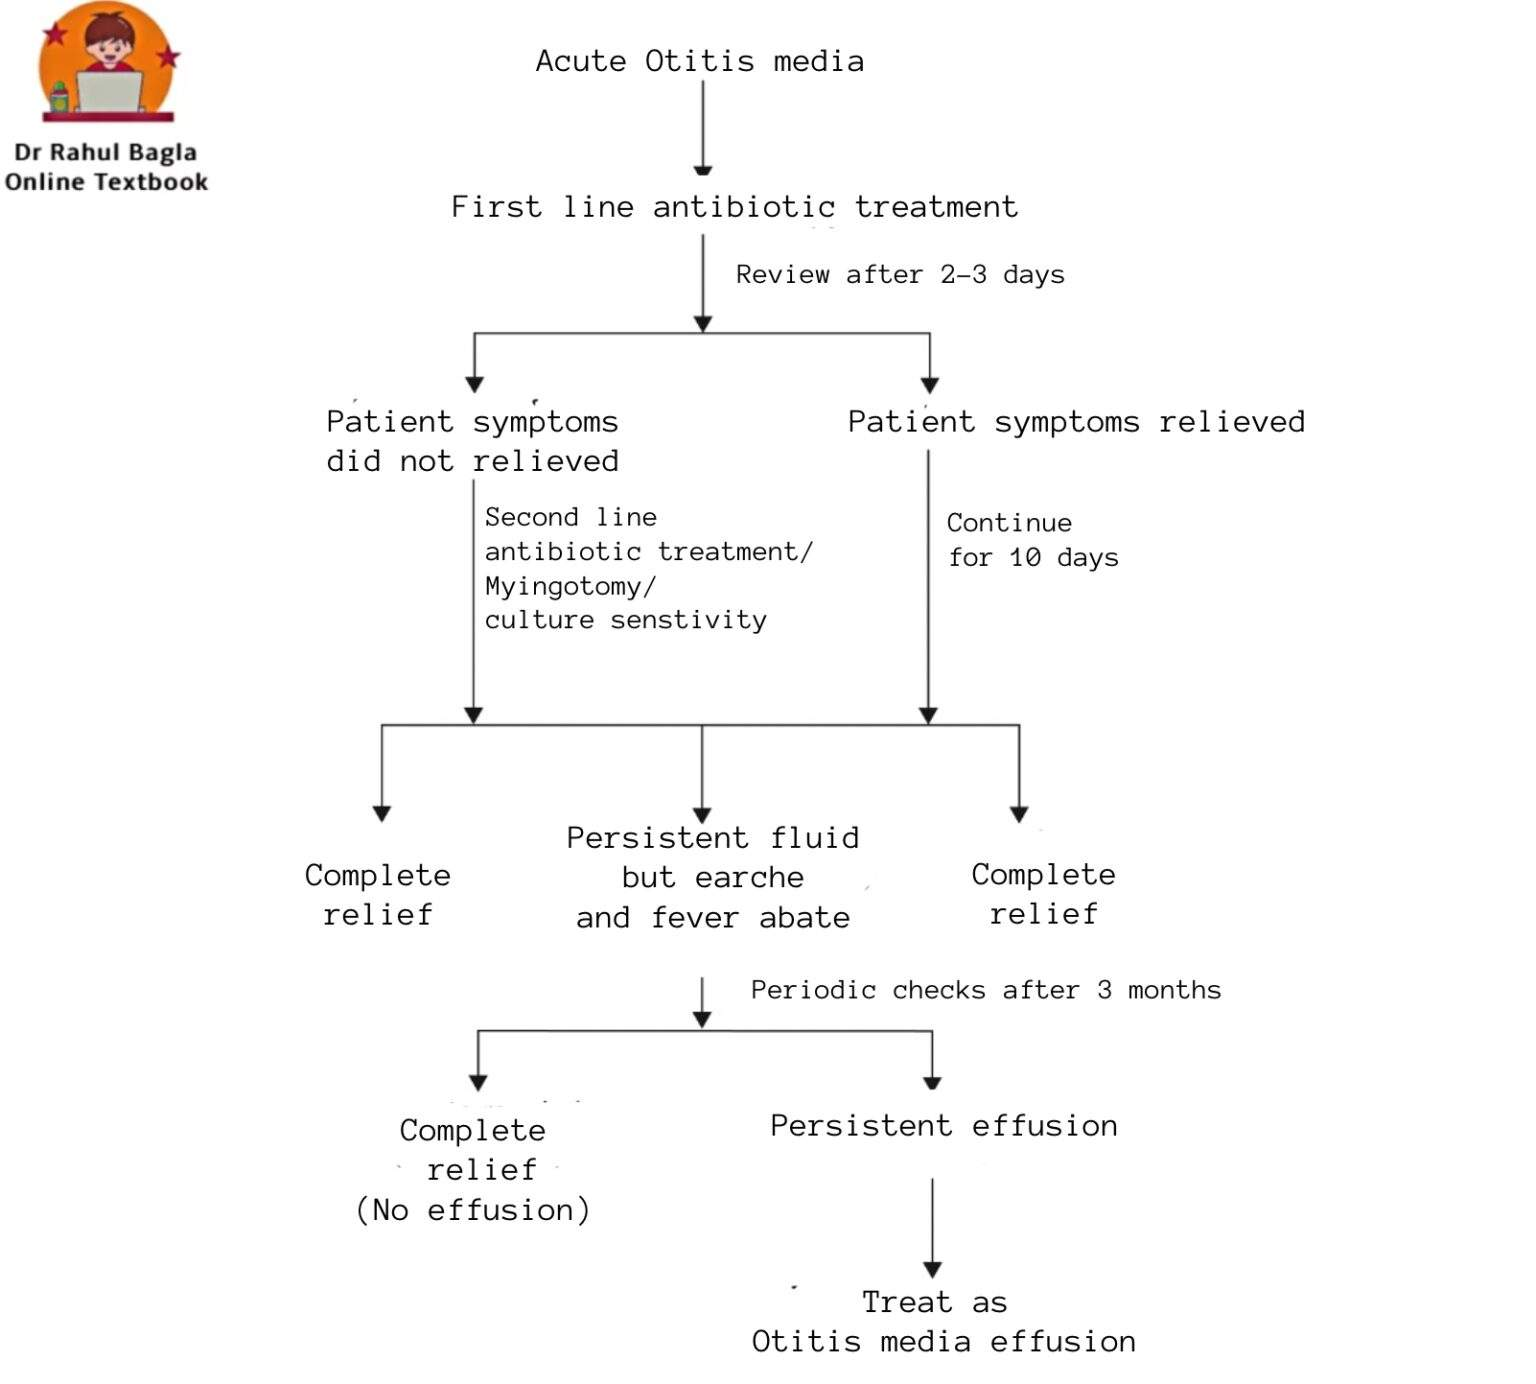 Dr Rahul Bagla
Online Textbook
Acute Otitis media
First line antibiotic treatment
Review after 2–3 days
Patient symptoms
did not relieved
Patient symptoms relieved
Second line
antibiotic treatment/
Myingotomy/
culture senstivity
Continue
for 10 days
Complete
relief
Persistent fluid
but earche
and fever abate
Complete
relief
Periodic checks after 3 months
Complete
relief
(No effusion)
Persistent effusion
Treat as
Otitis media effusion